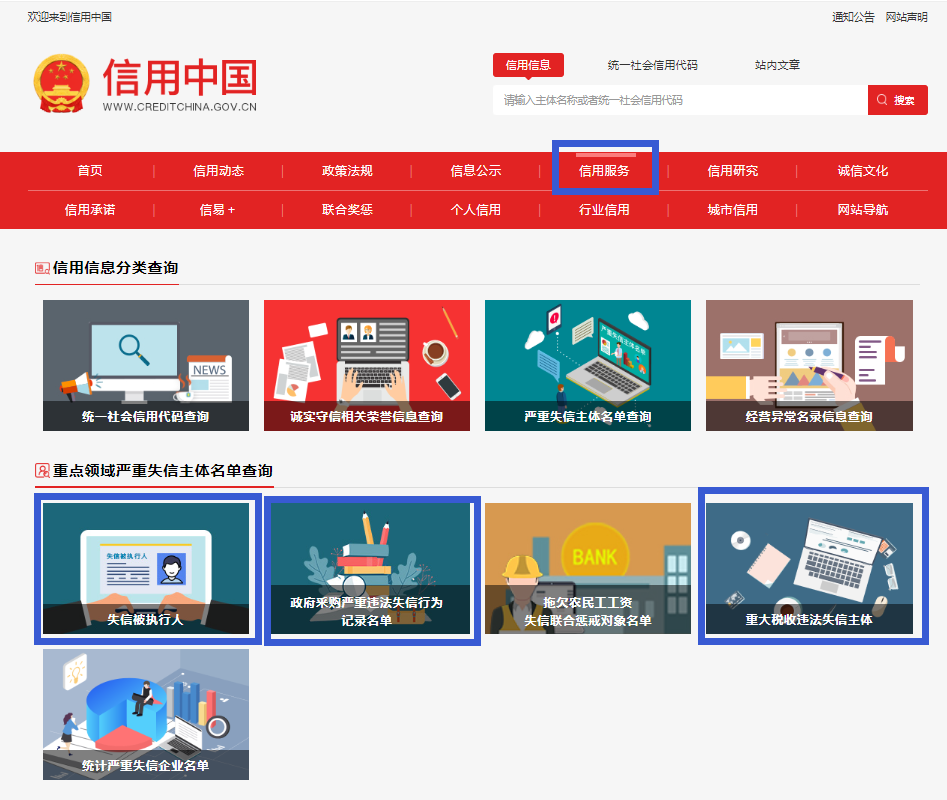 欢迎来到信用中国
通知公告 网站声明
信用中国
WWW.CREDITCHINA.GOV.CN
信用信息 统一社会信用代码 站内文章
请输入主体名称或者统一社会信用代码
搜索
首页 信用动态 政策法规 信息公示 信用服务 信用研究 诚信文化
信用承诺 信易+ 联合奖惩 个人信用 行业信用 城市信用 网站导航
信用信息分类查询
NEWS
严重失信主体名单
统一社会信用代码查询
诚实守信相关荣誉信息查询
严重失信主体名单查询
经营异常名录信息查询
重点领域严重失信主体名单查询
失信被执行人
BANK
失信被执行人
政府采购严重违法失信行为
记录名单
拖欠农民工工资
失信联合惩戒对象名单
重大税收违法失信主体
统计严重失信企业名单